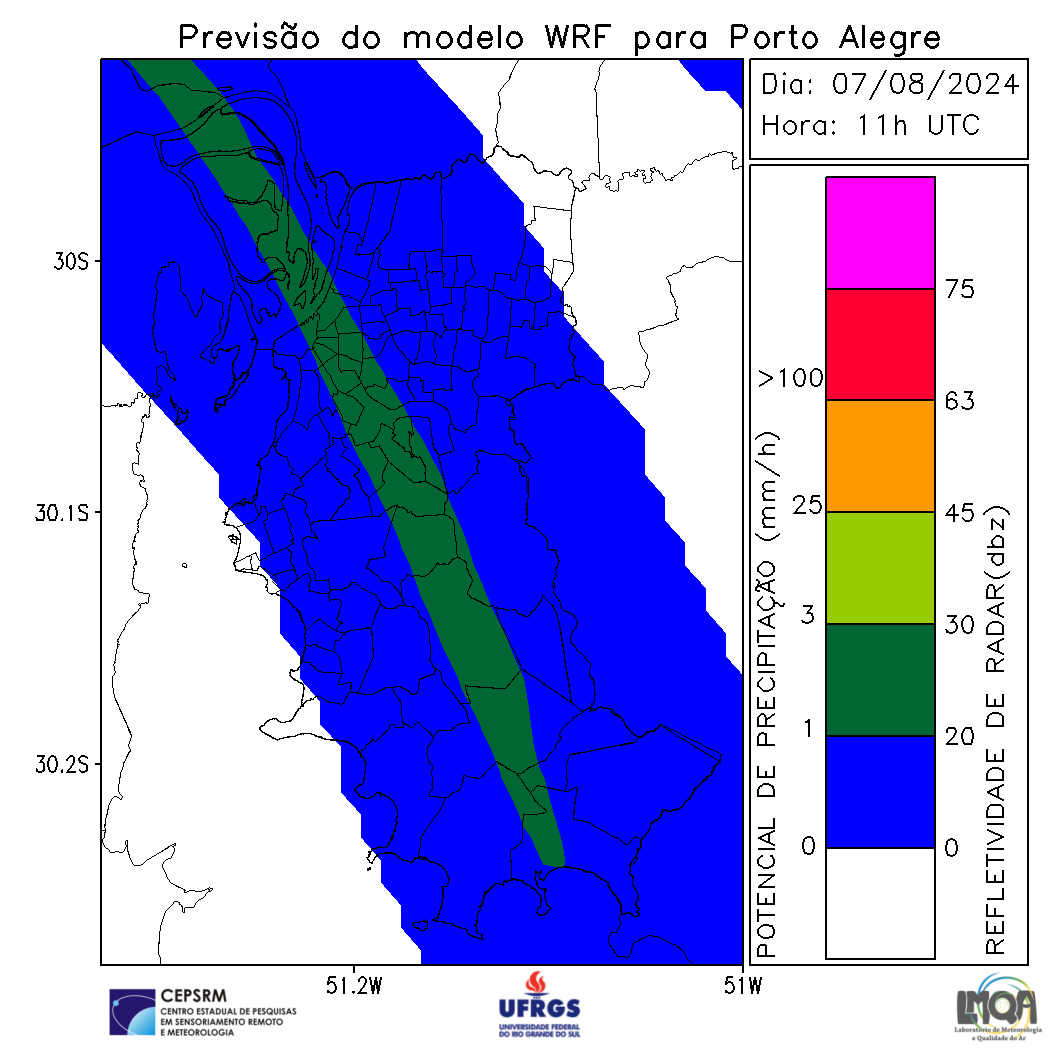 Previsão do modelo WRF para Porto Alegre
Dia: 07/08/2024
Hora: 11h UTC
30S
30.1S
30.2S
51.2W
51W
POTENCIAL DE PRECIPITAÇÃO (mm/h)
>100
25
3
1
0
75
63
45
30
20
0
REFLETIVIDADE DE RADAR(dbz)
CEPSRM
CENTRO ESTADUAL DE PESQUISAS
EM SENSORIAMENTO REMOTO
E METEOROLOGIA
UFRGS
UNIVERSIDADE FEDERAL
DO RIO GRANDE DO SUL
LMQA
Laboratório de Meteorologia
e Qualidade do Ar